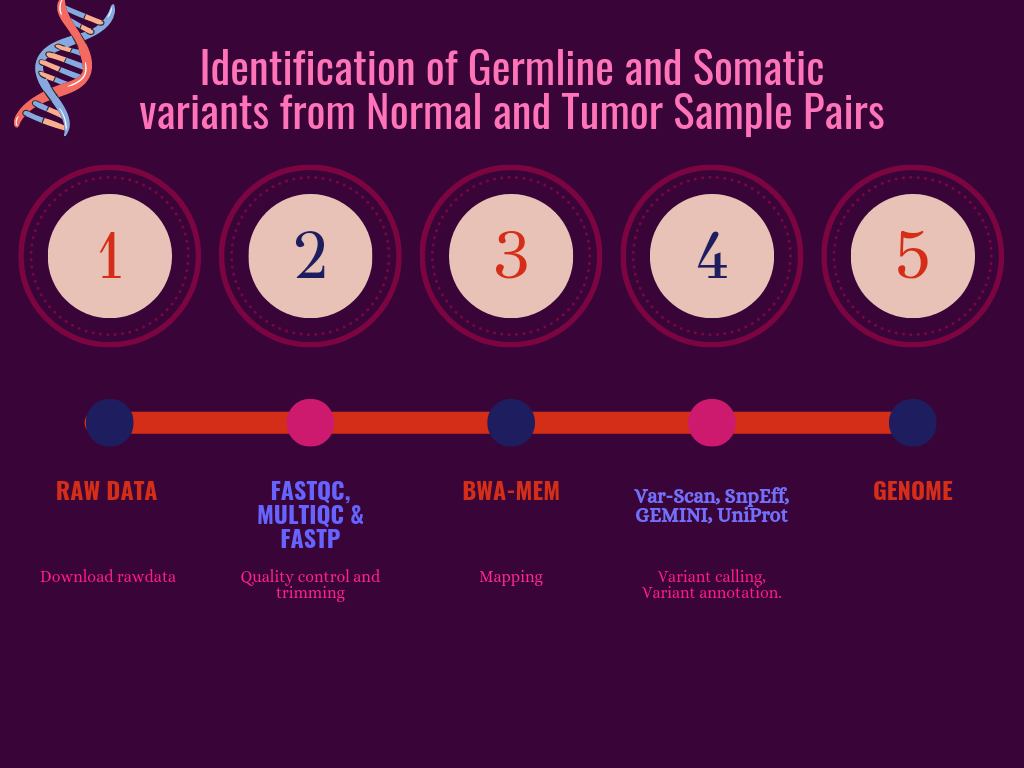 Identification of Germline and Somatic
variants from Normal and Tumor Sample Pairs
1
2
3
4
5
RAW DATA
FASTQC,
MULTIQC &
FASTP
BWA-MEM
Var-Scan, SnpEff,
GEMINI, UniProt
GENOME
Download rawdata
Quality control and
trimming
Mapping
Variant calling,
Variant annotation.